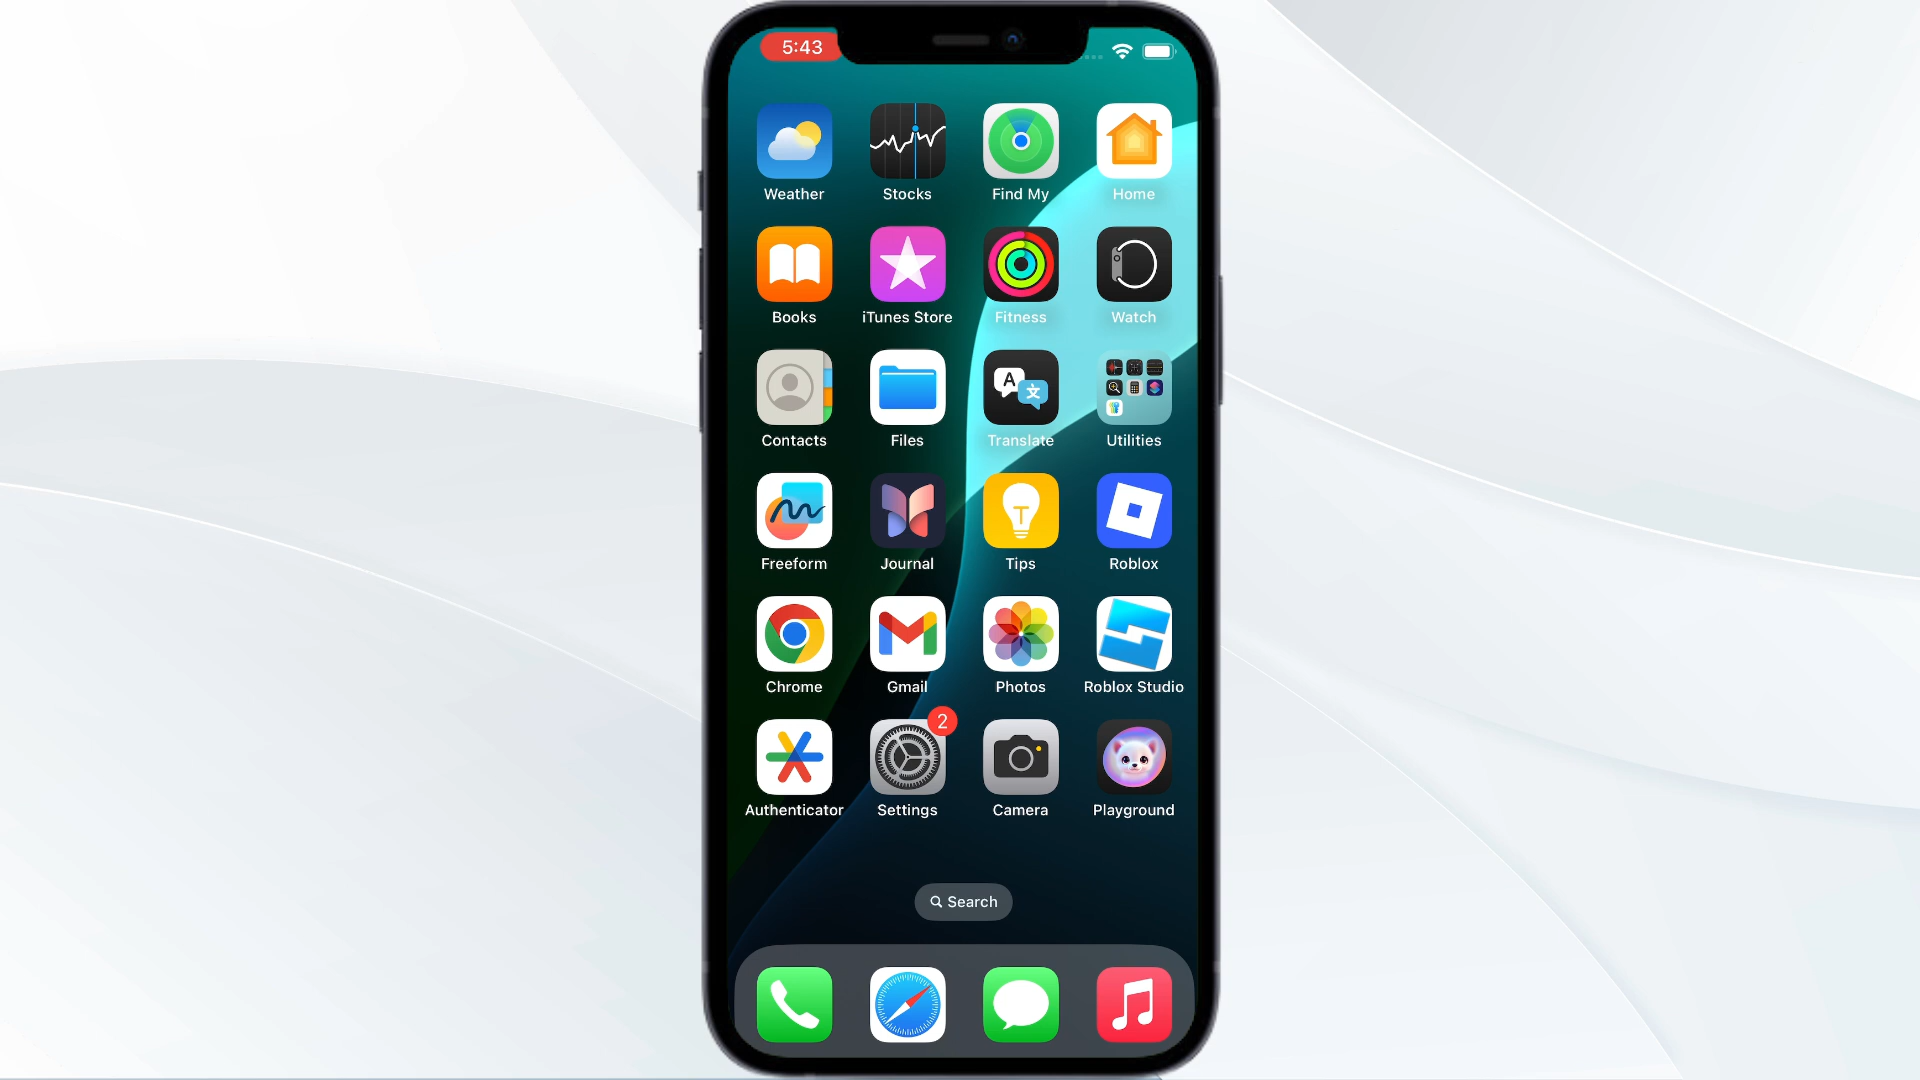 5:43
Weather Stocks Find My Home
Books iTunes Store Fitness Watch
A 文
Contacts Files Translate Utilities
T
Freeform Journal Tips Roblox
Chrome Gmail Photos Roblox Studio
2
Authenticator Settings Camera Playground
Search